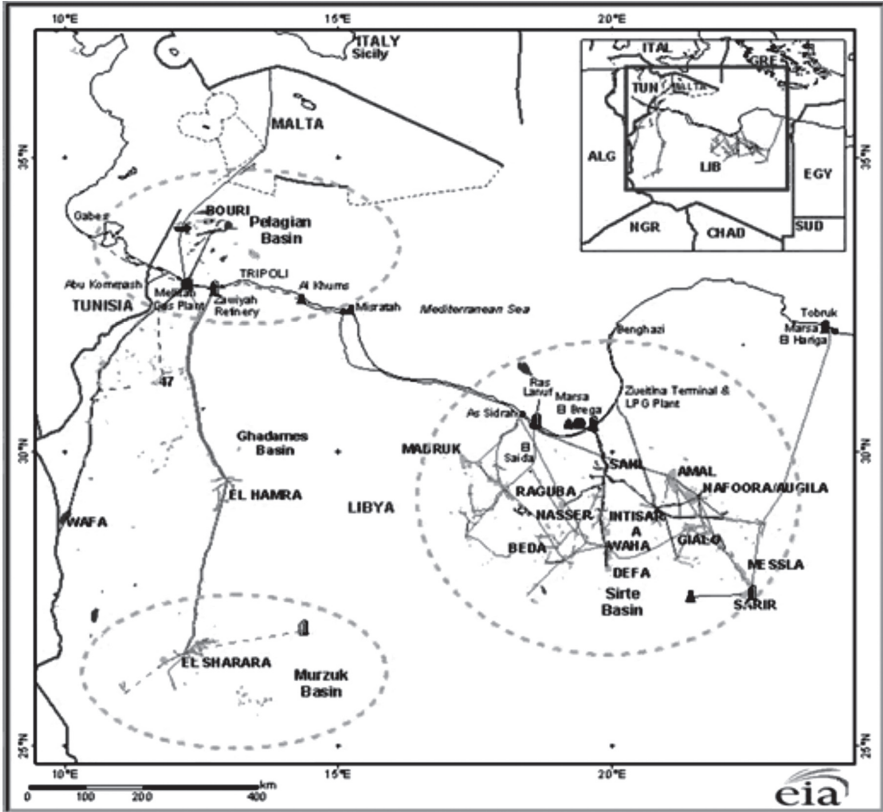 10°E
15°E
20°E
ITALY
Sicily
ITAL
GRE
TUN
MALTA
ALG
LIB
EGY
NGR
CHAD
SUD
MALTA
35°N
35°N
Gabes
BOURI
Pelagian
Basin
Abu Kommash
TUNISIA
Mellitah
Gas Plant
Zawiyah
Refinery
TRIPOLI
Al Khums
Misratah
Mediterranean Sea
Benghazi
Tobruk
Marsa
El Hariga
47
Ras
Lanuf
Marsa
El Brega
Zueitina Terminal &
LPG Plant
As Sidrah
30°N
30°N
Ghadames
Basin
MABRUK
El
Saida
SAHL
AMAL
EL HAMRA
LIBYA
RAGUBA
NAFOORA/AUGILA
WAFA
NASSER
INTISAR
A
BEDA
WAHA
GIALO
DEFA
MESSLA
Sirte
Basin
SARIR
EL SHARARA
Murzuk
Basin
25°N
25°N
10°E
15°E
20°E
0
100
200
400
km
eia